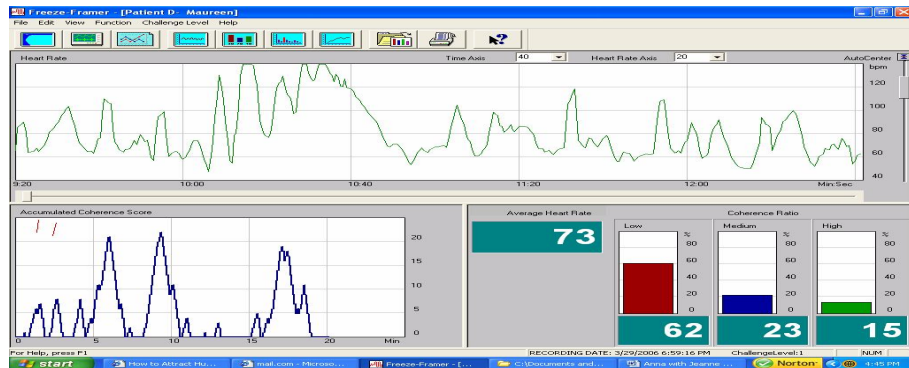 Freeze-Framer - [Patient D- Maureen]
File Edit View Function Challenge Level Help
Heart Rate Time Axis 40 Heart Rate Axis 20 AutoCenter
bpm
120
100
80
60
40
9:20 10:00 10:40 11:20 12:00 Min:Sec
Accumulated Coherence Score
20
15
10
5
0
0 5 10 15 20 Min
Average Heart Rate
73
Coherence Ratio
Low Medium High
% % %
80 80 80
60 60 60
40 40 40
20 20 20
0 0 0
62 23 15
For Help, press F1 RECORDING DATE: 3/29/2006 6:59:16 PM ChallengeLevel:1 NUM
start How to Attract Hu... mail.com - Microso... Freeze-Framer - [... C:\Documents and... Anna with Jeanne ... Norton 4:45 PM